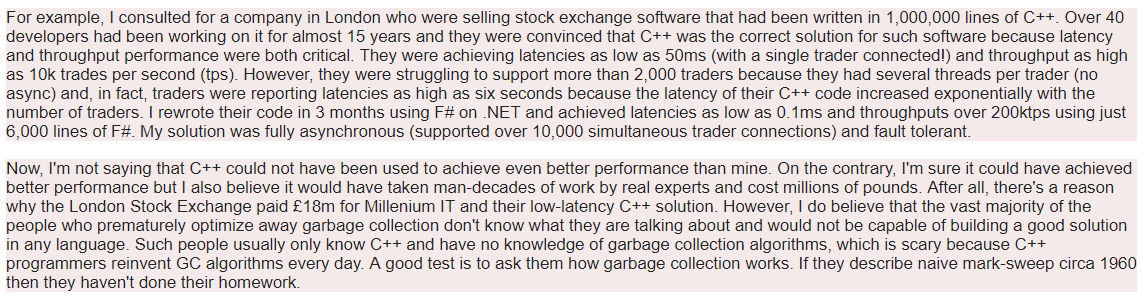 For example, I consulted for a company in London who were selling stock exchange software that had been written in 1,000,000 lines of C++. Over 40
developers had been working on it for almost 15 years and they were convinced that C++ was the correct solution for such software because latency
and throughput performance were both critical. They were achieving latencies as low as 50ms (with a single trader connected!) and throughput as high
as 10k trades per second (tps). However, they were struggling to support more than 2,000 traders because they had several threads per trader (no
async) and, in fact, traders were reporting latencies as high as six seconds because the latency of their C++ code increased exponentially with the
number of traders. I rewrote their code in 3 months using F# on .NET and achieved latencies as low as 0.1ms and throughputs over 200ktps using just
6,000 lines of F#. My solution was fully asynchronous (supported over 10,000 simultaneous trader connections) and fault tolerant.
Now, I'm not saying that C++ could not have been used to achieve even better performance than mine. On the contrary, I'm sure it could have achieved
better performance but I also believe it would have taken man-decades of work by real experts and cost millions of pounds. After all, there's a reason
why the London Stock Exchange paid £18m for Millenium IT and their low-latency C++ solution. However, I do believe that the vast majority of the
people who prematurely optimize away garbage collection don't know what they are talking about and would not be capable of building a good solution
in any language. Such people usually only know C++ and have no knowledge of garbage collection algorithms, which is scary because C++
programmers reinvent GC algorithms every day. A good test is to ask them how garbage collection works. If they describe naive mark-sweep circa 1960
then they haven't done their homework.